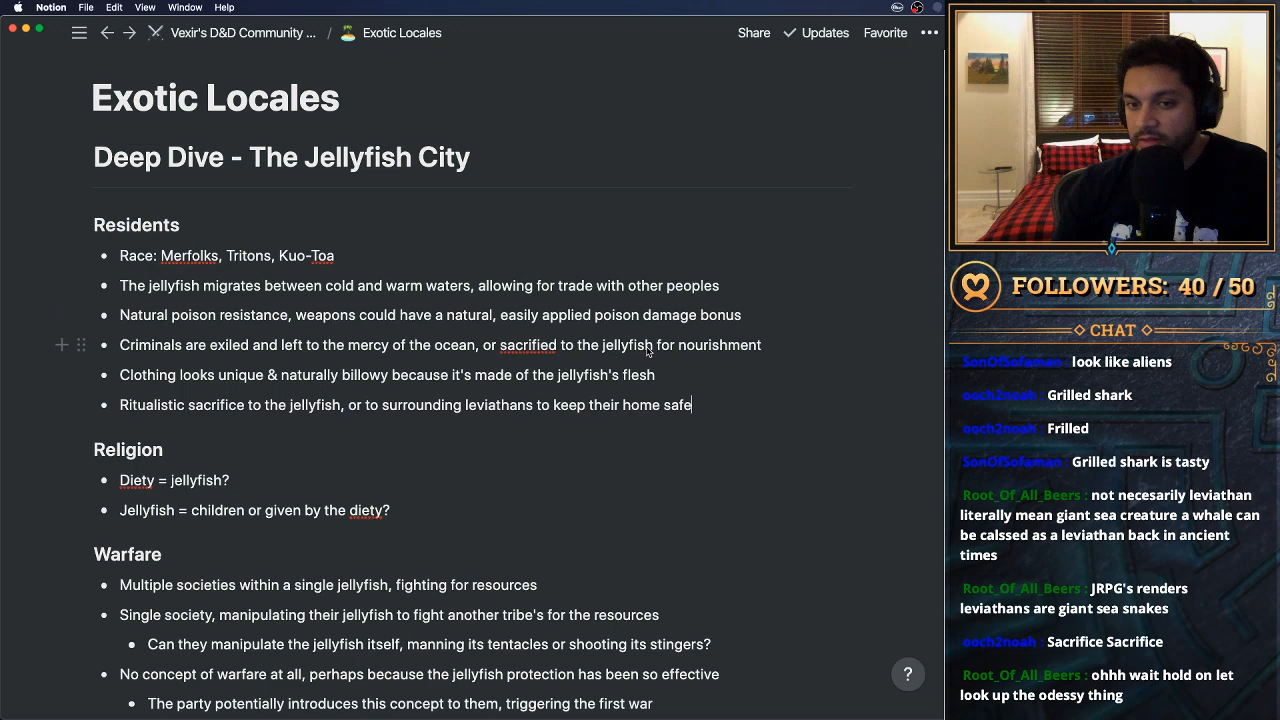 Notion File Edit View Window Help
Vexir's D&D Community ... / Exotic Locales
Share Updates Favorite
Exotic Locales
Deep Dive - The Jellyfish City
Residents
Race: Merfolks, Tritons, Kuo-Toa
The jellyfish migrates between cold and warm waters, allowing for trade with other peoples
Natural poison resistance, weapons could have a natural, easily applied poison damage bonus
Criminals are exiled and left to the mercy of the ocean, or sacrified to the jellyfish for nourishment
Clothing looks unique & naturally billowy because it's made of the jellyfish's flesh
Ritualistic sacrifice to the jellyfish, or to surrounding leviathans to keep their home safe
Religion
Diety = jellyfish?
Jellyfish = children or given by the diety?
Warfare
Multiple societies within a single jellyfish, fighting for resources
Single society, manipulating their jellyfish to fight another tribe's for the resources
Can they manipulate the jellyfish itself, manning its tentacles or shooting its stingers?
No concept of warfare at all, perhaps because the jellyfish protection has been so effective
The party potentially introduces this concept to them, triggering the first war
?
FOLLOWERS: 40 / 50
CHAT
SonOfSofaman : look like aliens
ooch2noah : Grilled shark
ooch2noah : Frilled
SonOfSofaman : Grilled shark is tasty
Root_Of_All_Beers : not necesarily leviathan
literally mean giant sea creature a whale can
be calssed as a leviathan back in ancient
times
Root_Of_All_Beers : JRPG's renders
leviathans are giant sea snakes
ooch2noah : Sacrifice Sacrifice
Root_Of_All_Beers : ohhh wait hold on let
look up the odessy thing